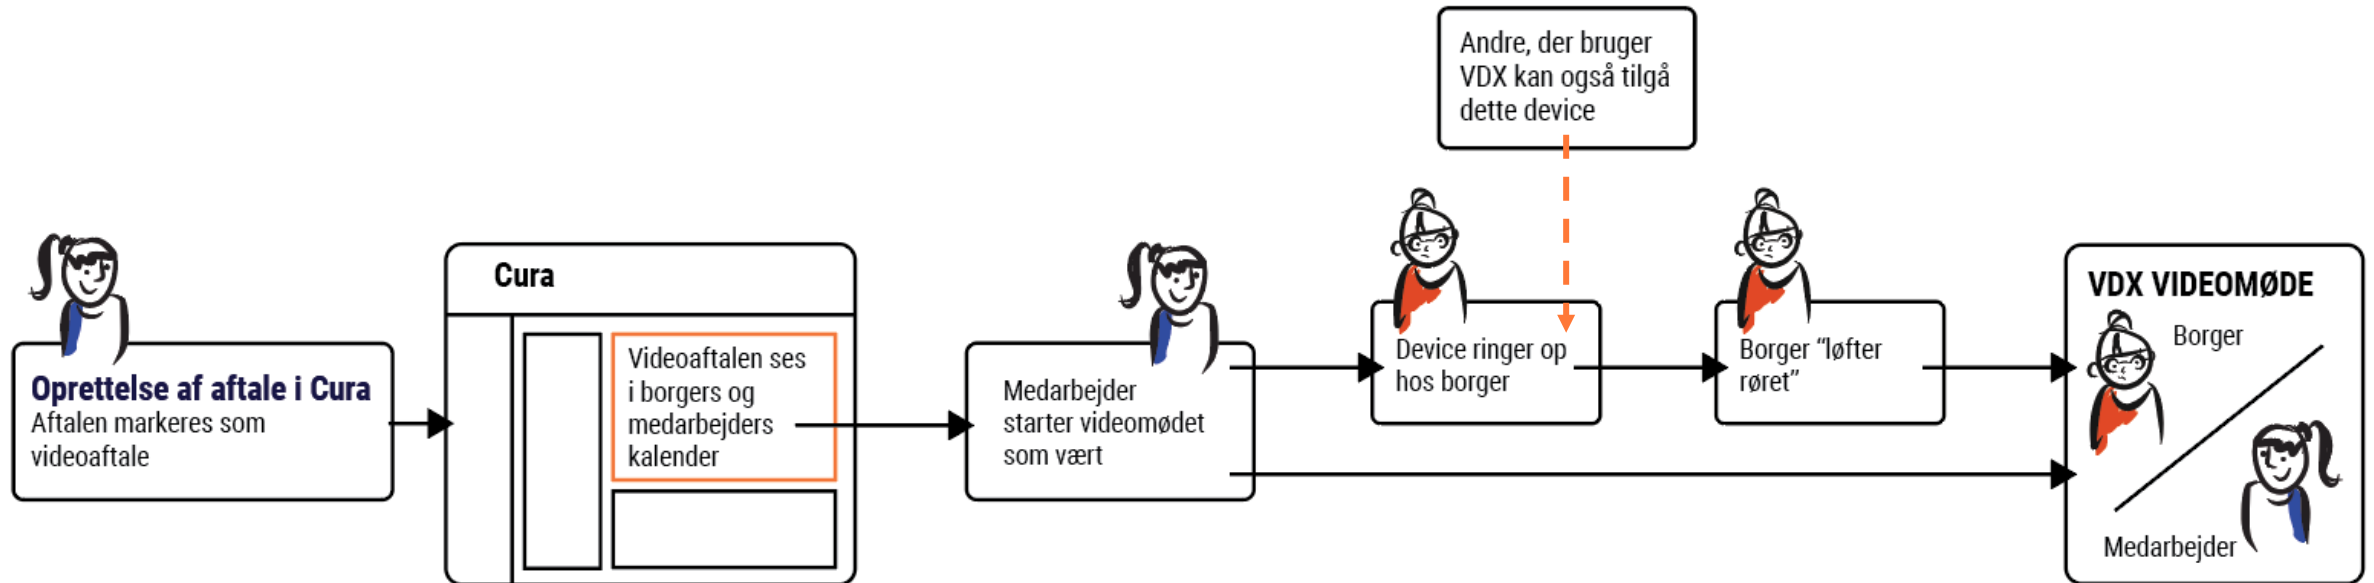 Andre, der bruger
VDX kan også tilgå
dette device
Oprettelse af aftale i Cura
Aftalen markeres som
videoaftale
Cura
Videoaftalen ses
i borgers og
medarbejders
kalender
Medarbejder
starter videomødet
som vært
Device ringer op
hos borger
Borger “løfter
røret”
VDX VIDEOMØDE
Borger
Medarbejder